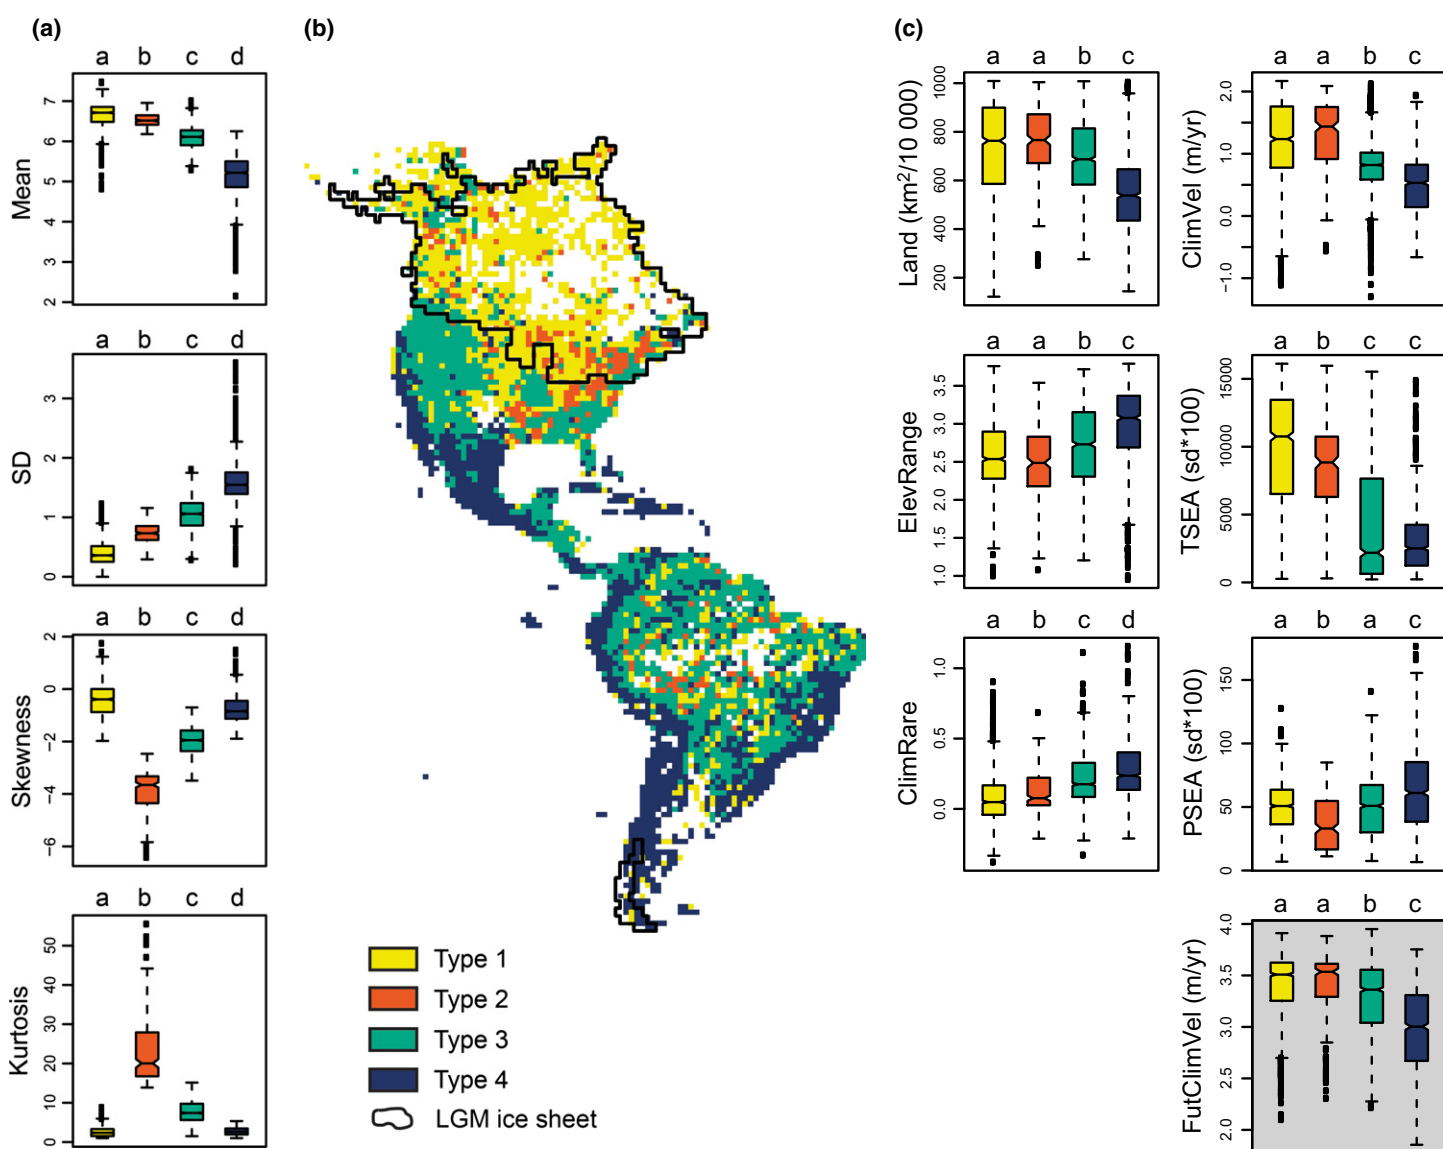 (a)
a b c d
Mean
7
6
5
4
3
2
a b c d
SD
3
2
1
0
a b c d
Skewness
2
0
−2
−4
−6
a b c d
Kurtosis
50
40
30
20
10
0
(b)
Type 1
Type 2
Type 3
Type 4
LGM ice sheet
(c)
a a b c
Land (km²/10 000)
1000
800
600
400
200
a a b c
ClimVel (m/yr)
2.0
1.0
0.0
−1.0
a a b c
ElevRange
3.5
3.0
2.5
2.0
1.5
1.0
a b c c
TSEA (sd*100)
15000
10000
5000
0
a b c d
ClimRare
1.0
0.5
0.0
a b a c
PSEA (sd*100)
150
100
50
0
a a b c
FutClimVel (m/yr)
4.0
3.5
3.0
2.5
2.0